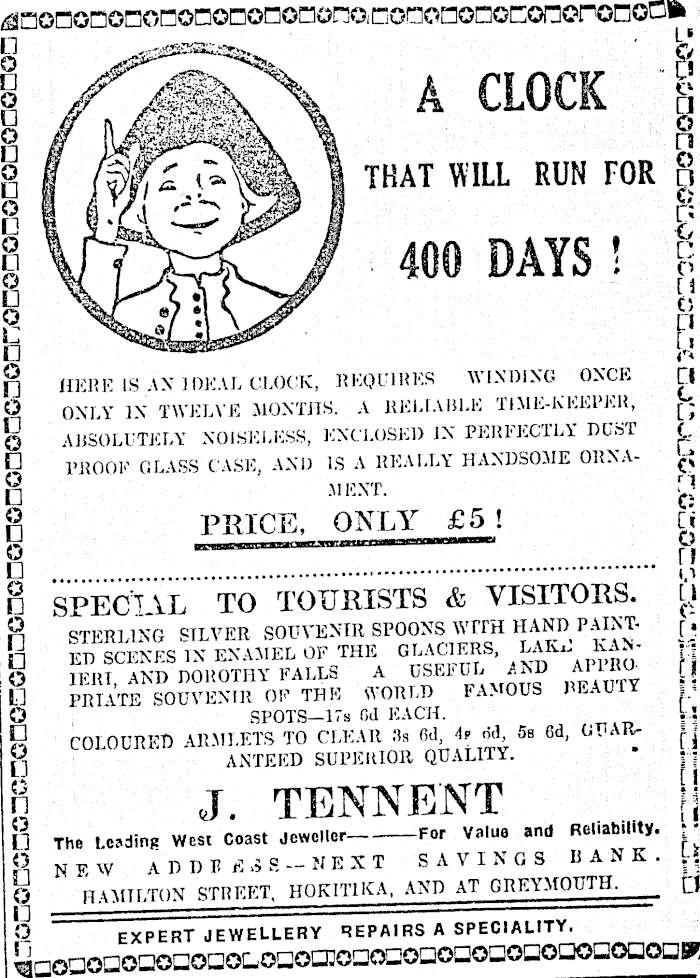 A CLOCK
THAT WILL RUN FOR
400 DAYS !
HERE IS AN IDEAL CLOCK, REQUIRES WINDING ONCE
ONLY IN TWELVE MONTHS. A RELIABLE TIME-KEEPER,
ABSOLUTELY NOISELESS, ENCLOSED IN PERFECTLY DUST
PROOF GLASS CASE, AND IS A REALLY HANDSOME ORNA-
MENT.
PRICE, ONLY £5!
SPECIAL TO TOURISTS & VISITORS.
STERLING SILVER SOUVENIR SPOONS WITH HAND PAINT-
ED SCENES IN ENAMEL OF THE GLACIERS, LAKE KAN-
IERI, AND DOROTHY FALLS A USEFUL AND APPRO-
PRIATE SOUVENIR OF THE WORLD FAMOUS BEAUTY
SPOTS—17s 6d EACH.
COLOURED ARMLETS TO CLEAR 3s 6d, 4s 6d, 5s 6d, GUAR-
ANTEED SUPERIOR QUALITY.
J. TENNENT
The Leading West Coast Jeweller— —For Value and Reliability.
NEW ADDRESS—NEXT SAVINGS BANK.
HAMILTON STREET, HOKITIKA, AND AT GREYMOUTH.
EXPERT JEWELLERY REPAIRS A SPECIALITY.